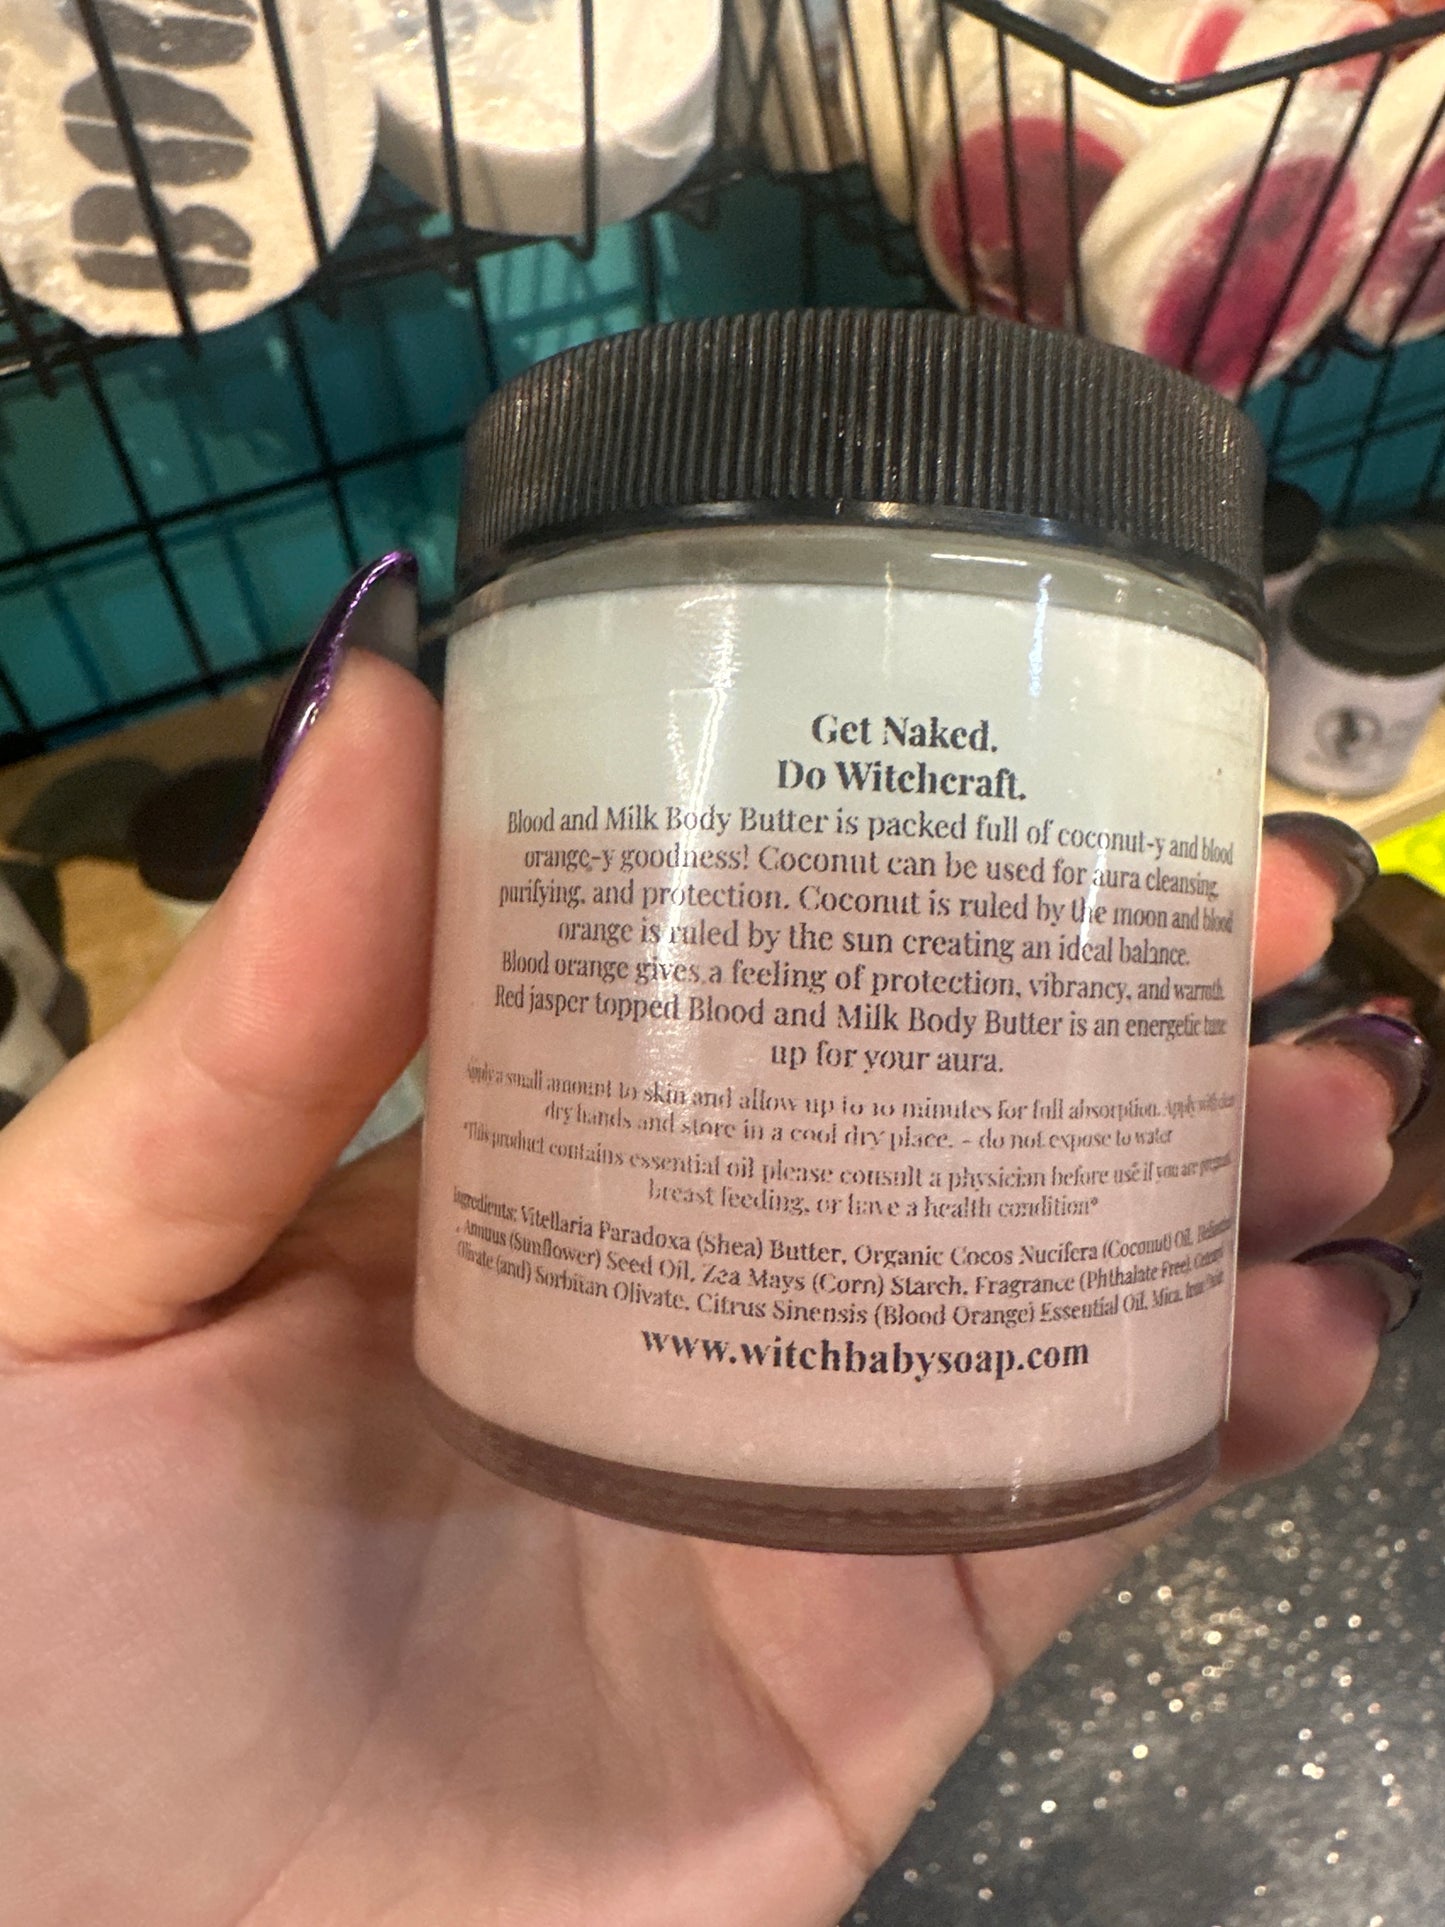 Get Naked.
Do Witchcraft.
Blood and Milk Body Butter is packed full of coconut-y and blood
orange-y goodness! Coconut can be used for aura cleansing,
purifying, and protection. Coconut is ruled by the moon and blood
orange is ruled by the sun creating an ideal balance.
Blood orange gives a feeling of protection, vibrancy, and warmth.
Red jasper topped Blood and Milk Body Butter is an energetic tune
up for your aura.
Apply a small amount to skin and allow up to 10 minutes for full absorption. Apply with clean
dry hands and store in a cool dry place. - do not expose to water
*This product contains essential oil please consult a physician before use if you are pregnant,
breast feeding, or have a health condition*
Ingredients: Vitellaria Paradoxa (Shea) Butter, Organic Cocos Nucifera (Coconut) Oil, Helianthus
Annuus (Sunflower) Seed Oil, Zea Mays (Corn) Starch, Fragrance (Phthalate Free), Cetearyl
Olivate (and) Sorbitan Olivate, Citrus Sinensis (Blood Orange) Essential Oil, Mica, Iron Oxide
www.witchbabysoap.com